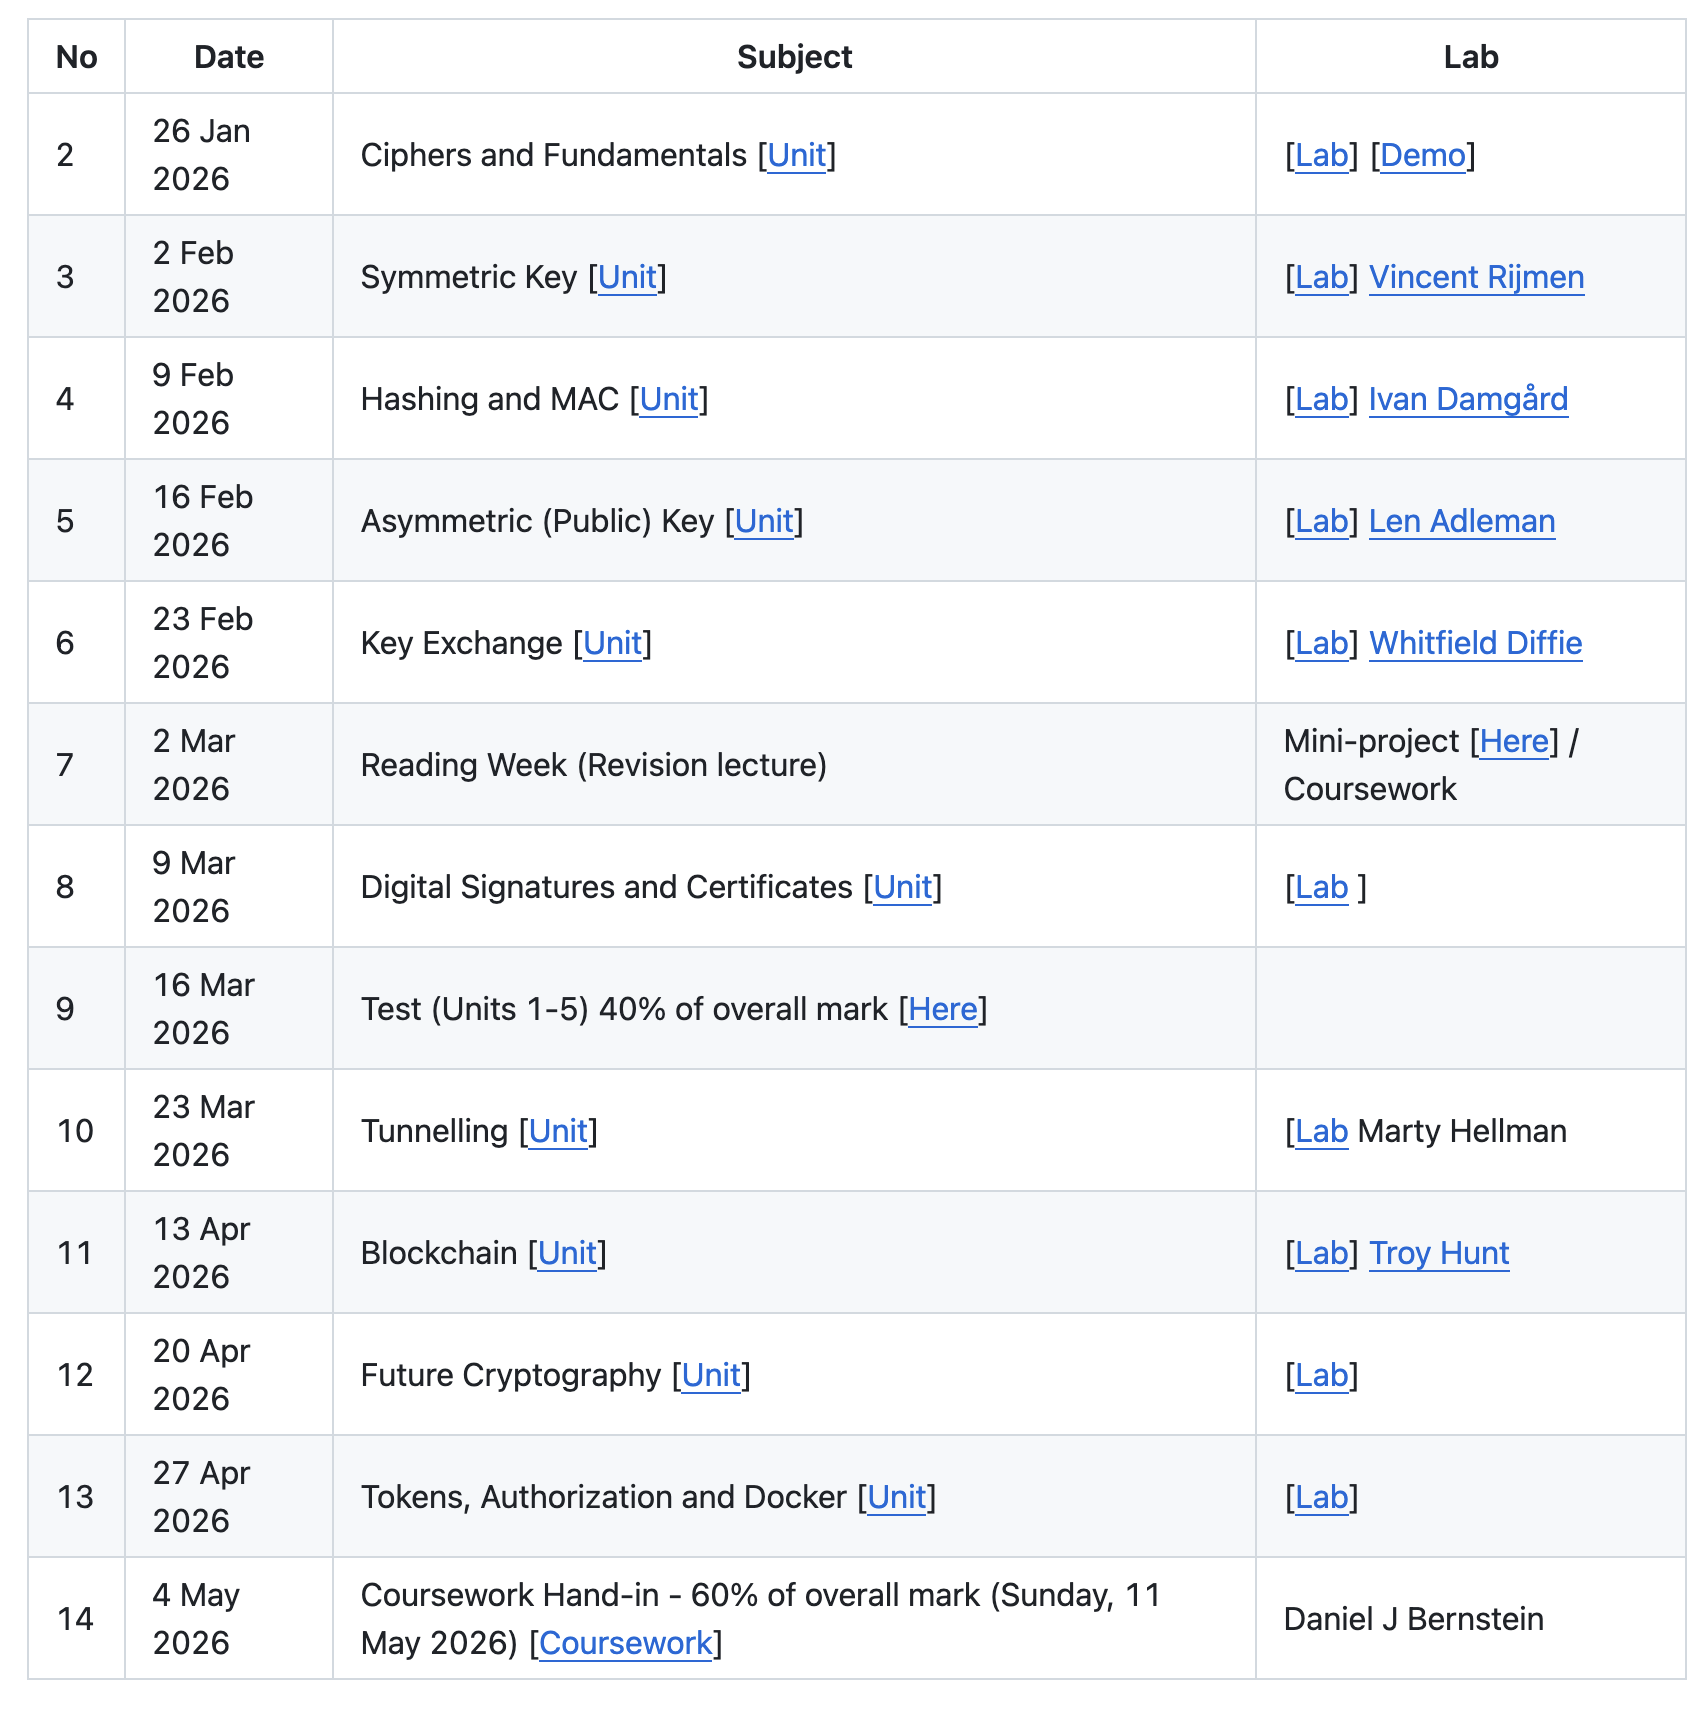 No Date Subject Lab
2 26 Jan 2026 Ciphers and Fundamentals [Unit] [Lab] [Demo]
3 2 Feb 2026 Symmetric Key [Unit] [Lab] Vincent Rijmen
4 9 Feb 2026 Hashing and MAC [Unit] [Lab] Ivan Damgård
5 16 Feb 2026 Asymmetric (Public) Key [Unit] [Lab] Len Adleman
6 23 Feb 2026 Key Exchange [Unit] [Lab] Whitfield Diffie
7 2 Mar 2026 Reading Week (Revision lecture) Mini-project [Here] / Coursework
8 9 Mar 2026 Digital Signatures and Certificates [Unit] [Lab ]
9 16 Mar 2026 Test (Units 1-5) 40% of overall mark [Here]
10 23 Mar 2026 Tunnelling [Unit] [Lab Marty Hellman
11 13 Apr 2026 Blockchain [Unit] [Lab] Troy Hunt
12 20 Apr 2026 Future Cryptography [Unit] [Lab]
13 27 Apr 2026 Tokens, Authorization and Docker [Unit] [Lab]
14 4 May 2026 Coursework Hand-in - 60% of overall mark (Sunday, 11 May 2026) [Coursework] Daniel J Bernstein